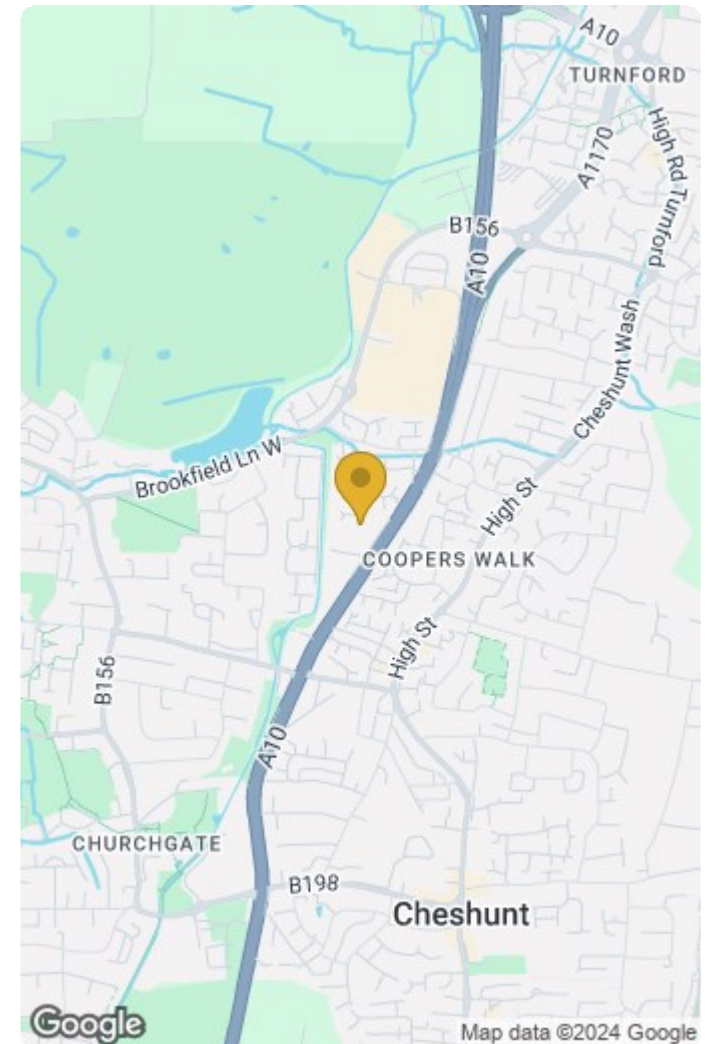 A10
TURNFORD
A1170
High Rd Turnford
B156
A10
Cheshunt Wash
Brookfield Ln W
High St
COOPERS WALK
High St
B156
A10
CHURCHGATE
B198
Cheshunt
Google
Map data ©2024 Google